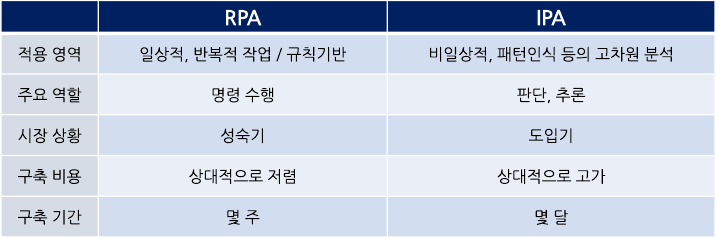 RPA IPA
적용 영역 일상적, 반복적 작업 / 규칙기반 비일상적, 패턴인식 등의 고차원 분석
주요 역할 명령 수행 판단, 추론
시장 상황 성숙기 도입기
구축 비용 상대적으로 저렴 상대적으로 고가
구축 기간 몇 주 몇 달